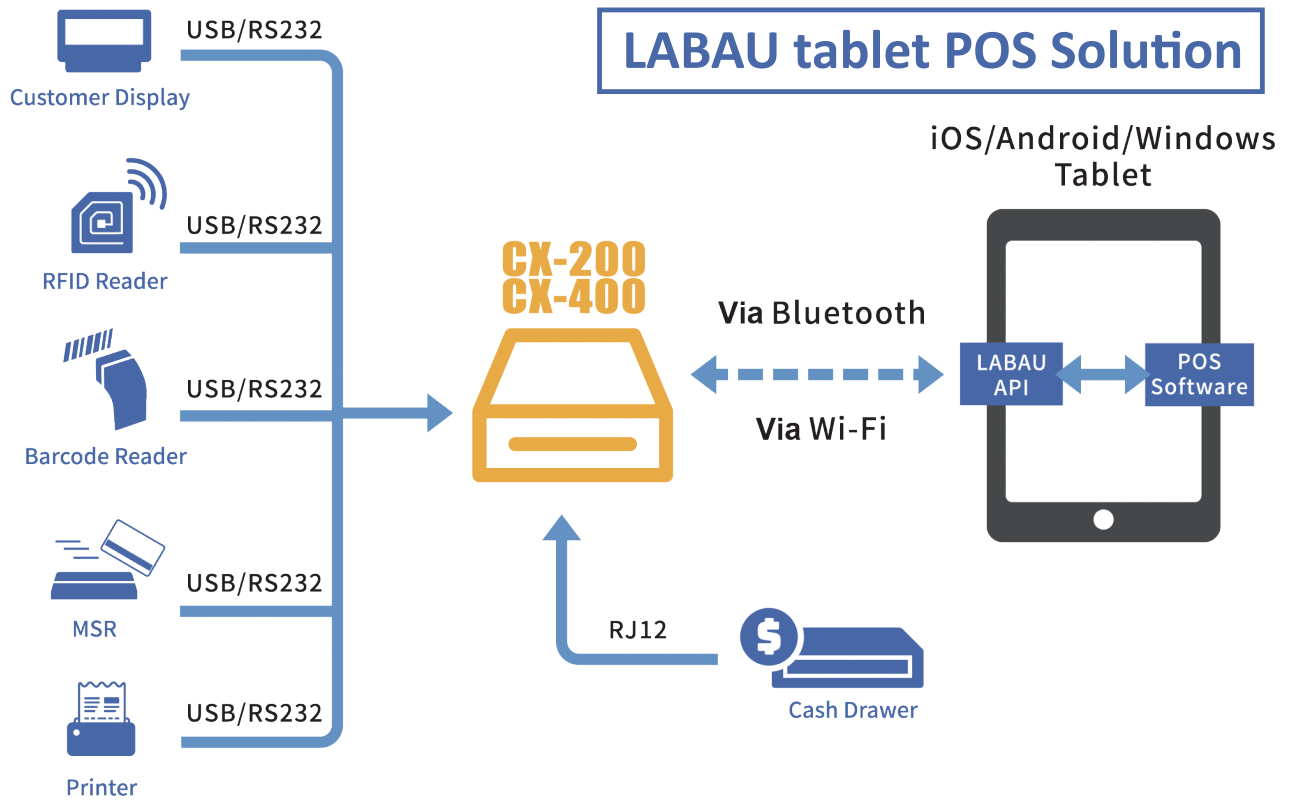 LABAU tablet POS Solution
USB/RS232
Customer Display
USB/RS232
RFID Reader
USB/RS232
Barcode Reader
USB/RS232
MSR
USB/RS232
Printer
CX-200
CX-400
Via Bluetooth
Via Wi-Fi
iOS/Android/Windows
Tablet
LABAU
API
POS
Software
RJ12
$
Cash Drawer